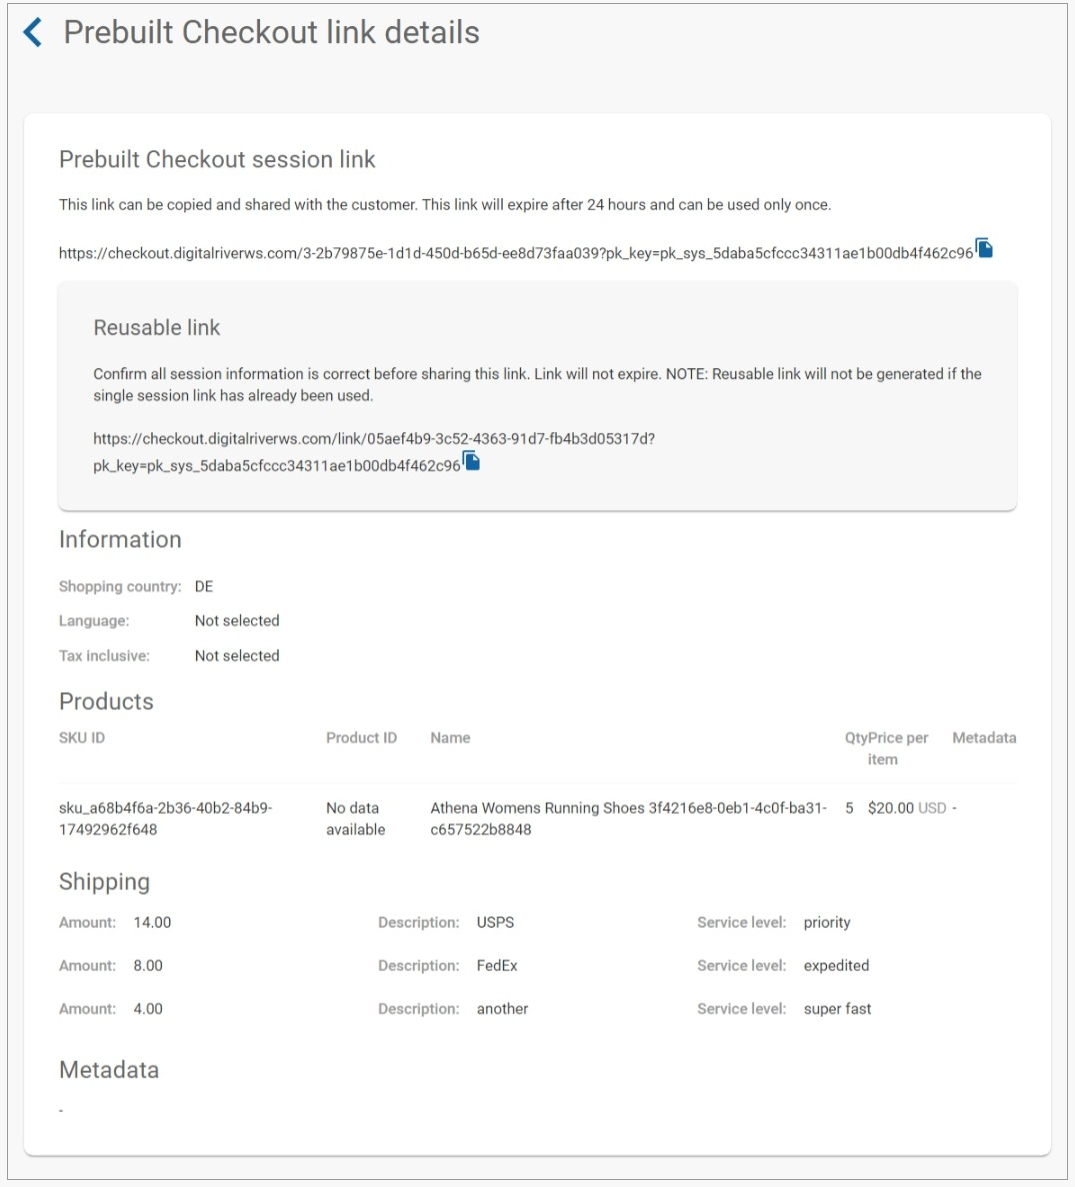 Prebuilt Checkout link details
Prebuilt Checkout session link
This link can be copied and shared with the customer. This link will expire after 24 hours and can be used only once.
https://checkout.digitalriverws.com/3-2b79875e-1d1d-450d-b65d-ee8d73faa039?pk_key=pk_sys_5daba5cfccc34311ae1b00db4f462c96
Reusable link
Confirm all session information is correct before sharing this link. Link will not expire. NOTE: Reusable link will not be generated if the
single session link has already been used.
https://checkout.digitalriverws.com/link/05aef4b9-3c52-4363-91d7-fb4b3d05317d?
pk_key=pk_sys_5daba5cfccc34311ae1b00db4f462c96
Information
Shopping country: DE
Language: Not selected
Tax inclusive: Not selected
Products
SKU ID Product ID Name QtyPrice per Metadata
item
sku_a68b4f6a-2b36-40b2-84b9- No data Athena Womens Running Shoes 3f4216e8-0eb1-4c0f-ba31- 5 $20.00 USD -
17492962f648 available c657522b8848
Shipping
Amount: 14.00 Description: USPS Service level: priority
Amount: 8.00 Description: FedEx Service level: expedited
Amount: 4.00 Description: another Service level: super fast
Metadata
-